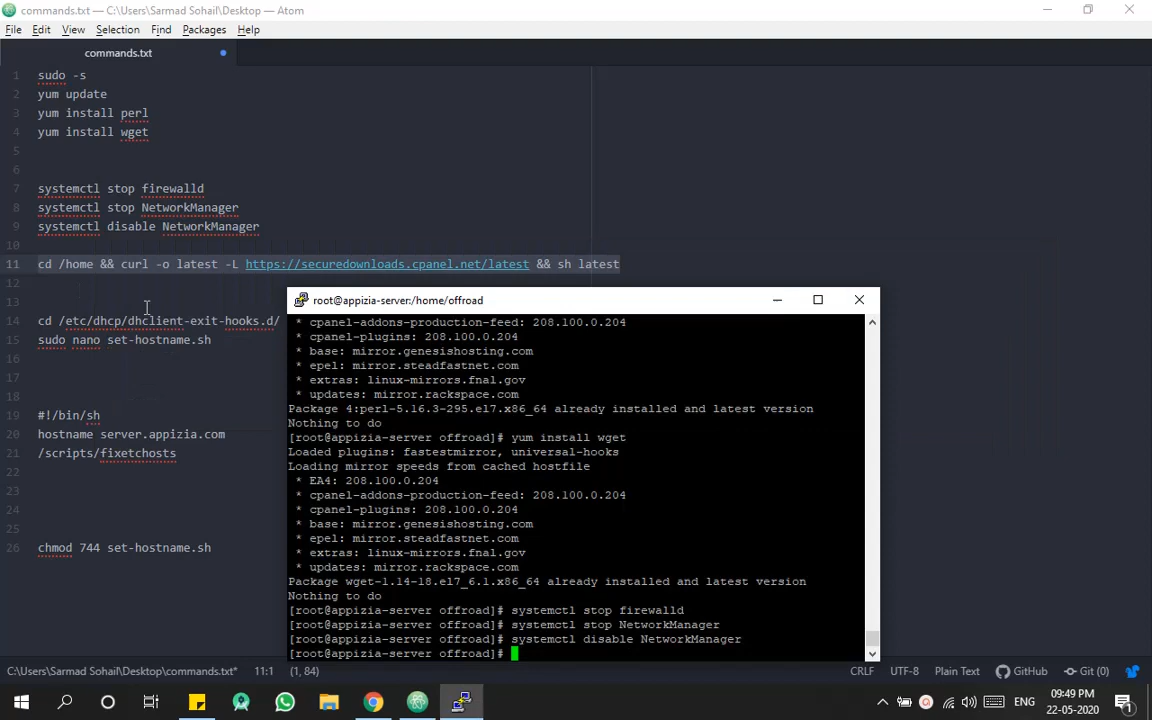 commands.txt — C:\Users\Sarmad Sohail\Desktop — Atom
File Edit View Selection Find Packages Help
commands.txt
1 sudo -s
2 yum update
3 yum install perl
4 yum install wget
5
6
7 systemctl stop firewalld
8 systemctl stop NetworkManager
9 systemctl disable NetworkManager
10
11 cd /home && curl -o latest -L https://securedownloads.cpanel.net/latest && sh latest
12
13
14 cd /etc/dhcp/dhclient-exit-hooks.d/
15 sudo nano set-hostname.sh
16
17
18
19 #!/bin/sh
20 hostname server.appizia.com
21 /scripts/fixetchosts
22
23
24
25
26 chmod 744 set-hostname.sh
root@appizia-server:/home/offroad
* cpanel-addons-production-feed: 208.100.0.204
* cpanel-plugins: 208.100.0.204
* base: mirror.genesishosting.com
* epel: mirror.steadfastnet.com
* extras: linux-mirrors.fnal.gov
* updates: mirror.rackspace.com
Package 4:perl-5.16.3-295.el7.x86_64 already installed and latest version
Nothing to do
[root@appizia-server offroad]# yum install wget
Loaded plugins: fastestmirror, universal-hooks
Loading mirror speeds from cached hostfile
* EA4: 208.100.0.204
* cpanel-addons-production-feed: 208.100.0.204
* cpanel-plugins: 208.100.0.204
* base: mirror.genesishosting.com
* epel: mirror.steadfastnet.com
* extras: linux-mirrors.fnal.gov
* updates: mirror.rackspace.com
Package wget-1.14-18.el7_6.1.x86_64 already installed and latest version
Nothing to do
[root@appizia-server offroad]# systemctl stop firewalld
[root@appizia-server offroad]# systemctl stop NetworkManager
[root@appizia-server offroad]# systemctl disable NetworkManager
[root@appizia-server offroad]#
C:\Users\Sarmad Sohail\Desktop\commands.txt* 11:1 (1, 84) CRLF UTF-8 Plain Text GitHub Git (0)
ENG 09:49 PM
22-05-2020
1